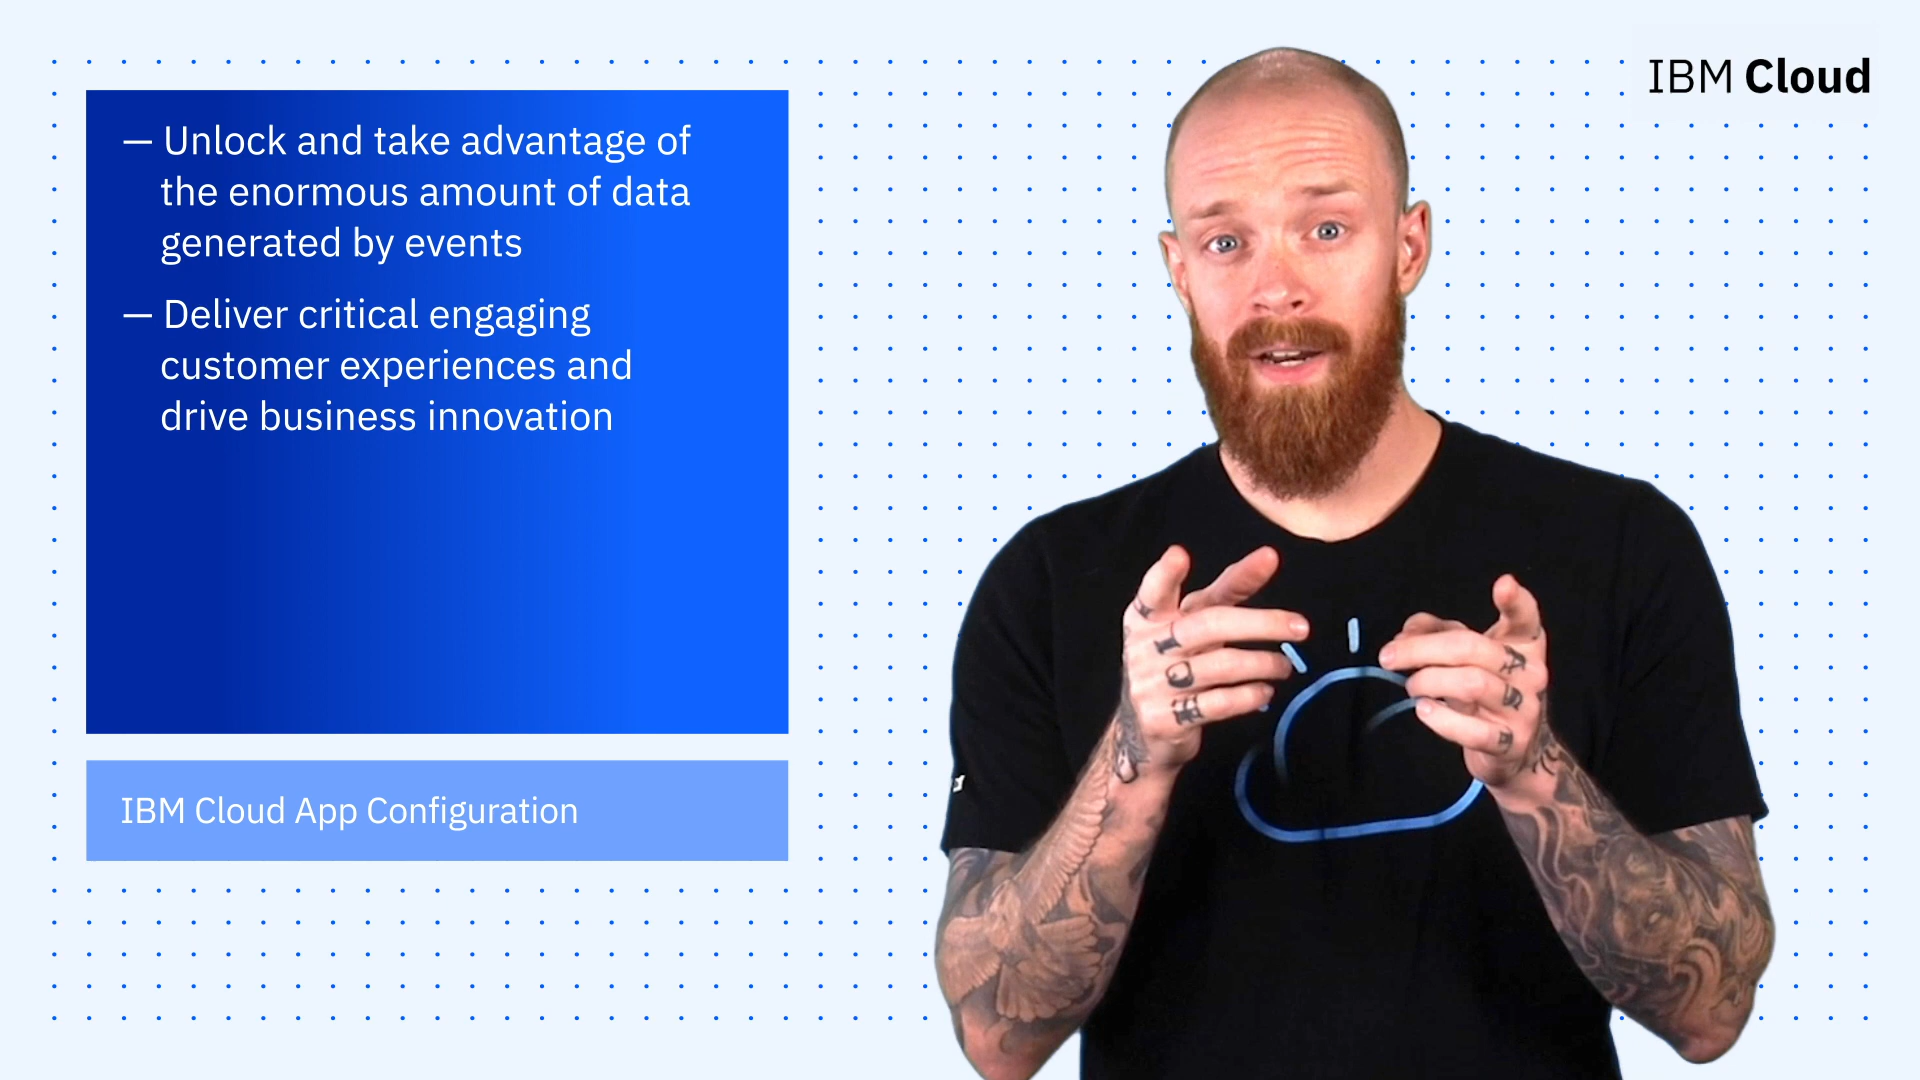 IBM Cloud
— Unlock and take advantage of
the enormous amount of data
generated by events
— Deliver critical engaging
customer experiences and
drive business innovation
IBM Cloud App Configuration